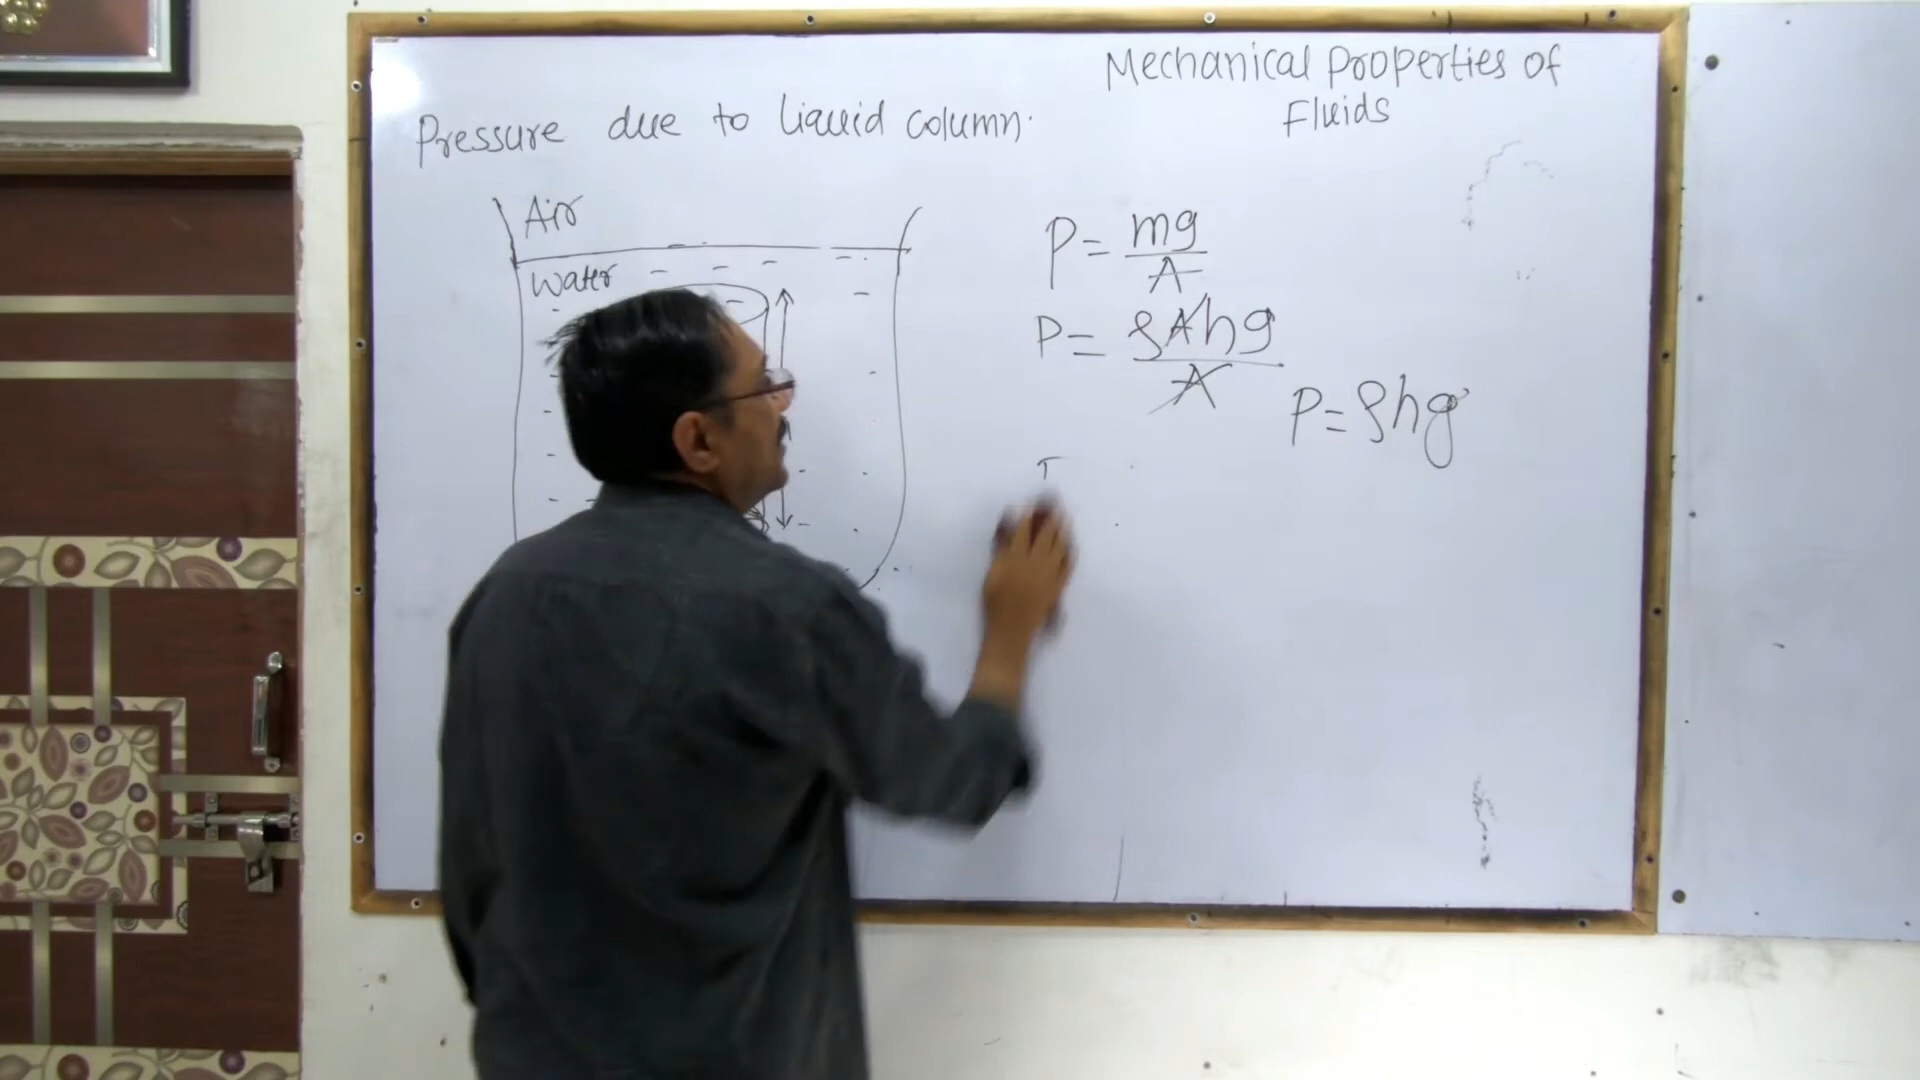 Mechanical Properties of
Fluids
Pressure due to liquid column.
Air
Water
P = mg/A
P = ρAhg/A
P = ρhg